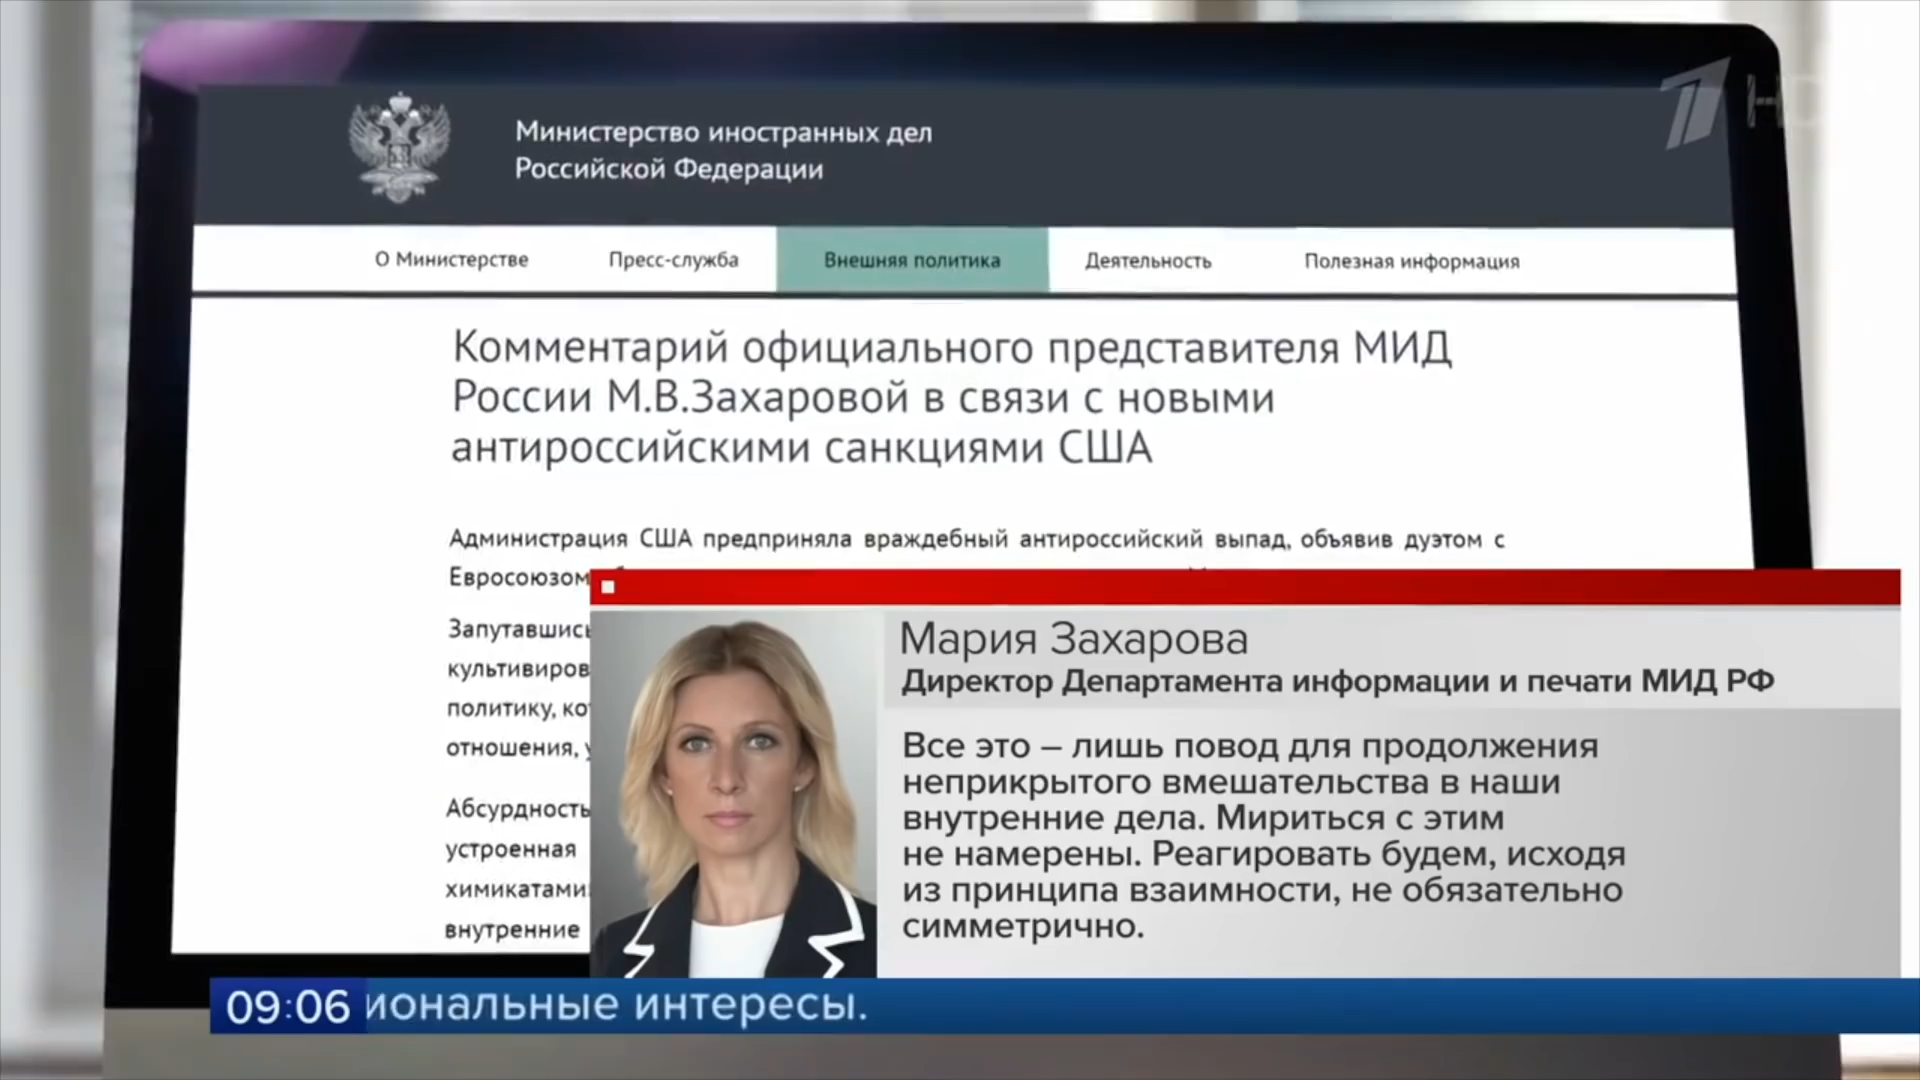 Министерство иностранных дел
Российской Федерации
О Министерстве Пресс-служба Внешняя политика Деятельность Полезная информация
Комментарий официального представителя МИД
России М.В.Захаровой в связи с новыми
антироссийскими санкциями США
Администрация США предприняла враждебный антироссийский выпад, объявив дуэтом с
Евросоюзом
Запутавшись
культивиров
политику, ко
отношения, у
Абсурдность
устроенная
химикатами
внутренние
Мария Захарова
Директор Департамента информации и печати МИД РФ
Все это – лишь повод для продолжения
неприкрытого вмешательства в наши
внутренние дела. Мириться с этим
не намерены. Реагировать будем, исходя
из принципа взаимности, не обязательно
симметрично.
09:06 иональные интересы.